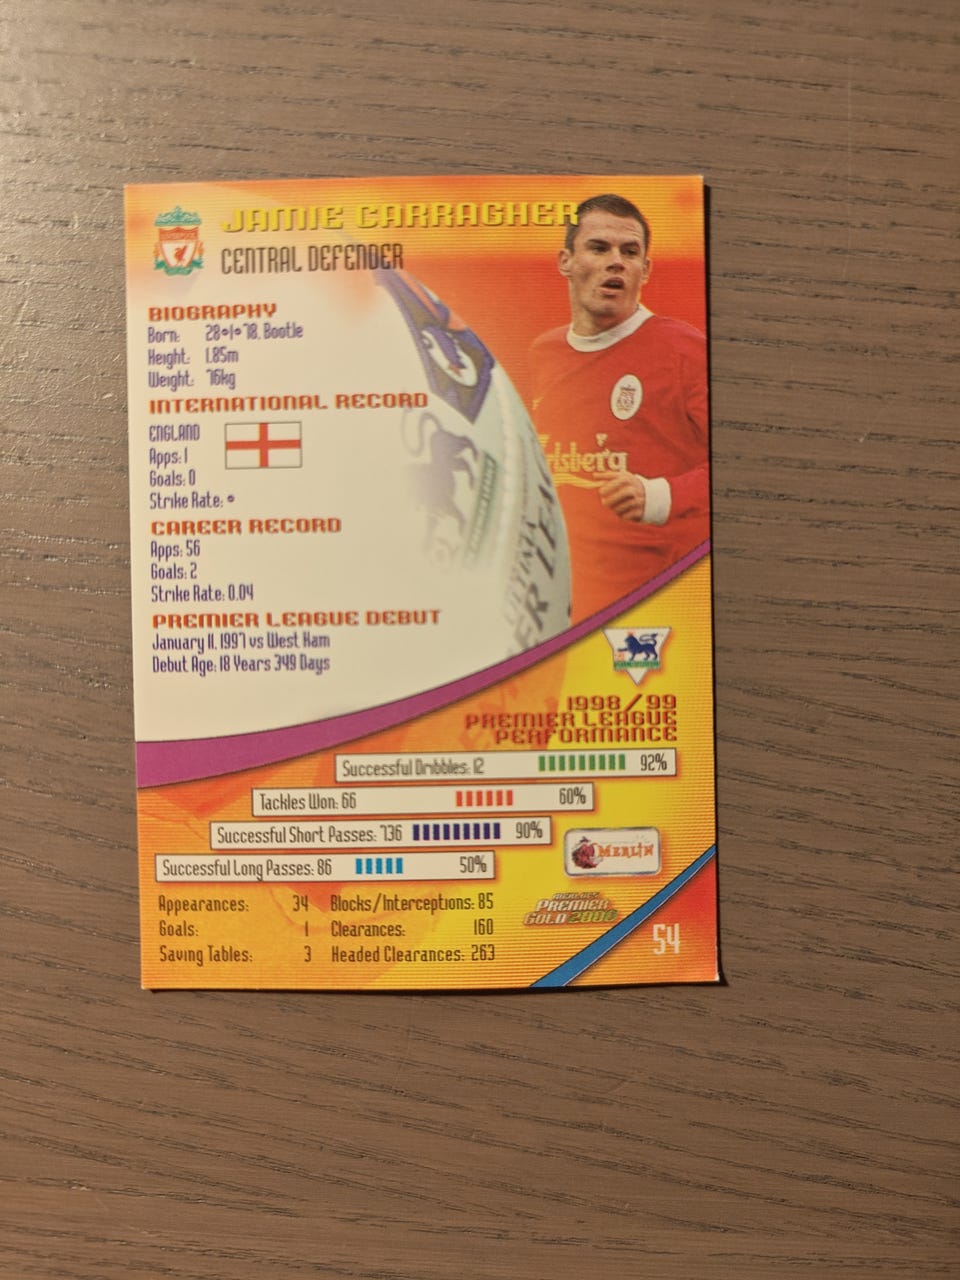 JAMIE CARRAGHER
CENTRAL DEFENDER
BIOGRAPHY
Born: 28•1•78, Bootle
Height: 1.85m
Weight: 76kg
INTERNATIONAL RECORD
ENGLAND
Apps: 1
Goals: 0
Strike Rate: •
CAREER RECORD
Apps: 56
Goals: 2
Strike Rate: 0.04
PREMIER LEAGUE DEBUT
January 11, 1997 vs West Ham
Debut Age: 18 Years 349 Days
Carlsberg
1998/99
PREMIER LEAGUE
PERFORMANCE
Successful Dribbles: 12 92%
Tackles Won: 66 60%
Successful Short Passes: 736 90%
Successful Long Passes: 86 50%
MERLIN
Appearances: 34 Blocks/Interceptions: 85
Goals: 1 Clearances: 160
Saving Tables: 3 Headed Clearances: 263
PREMIER
GOLD 2000
54